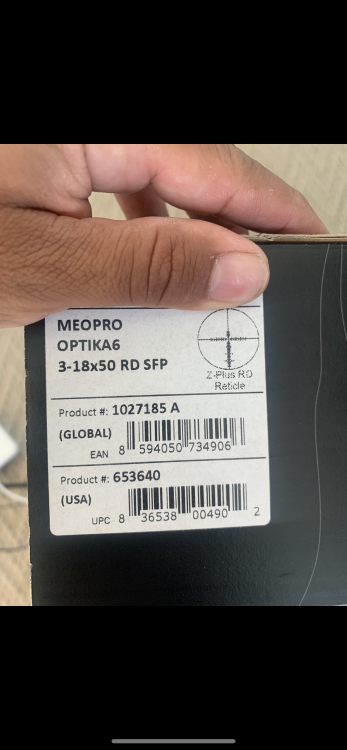 MEOPRO
OPTIKA6
3-18x50 RD SFP
Z-Plus RD
Reticle
Product #: 1027185 A
(GLOBAL)
EAN 8 594050 734906
Product #: 653640
(USA)
UPC 8 36538 00490 2